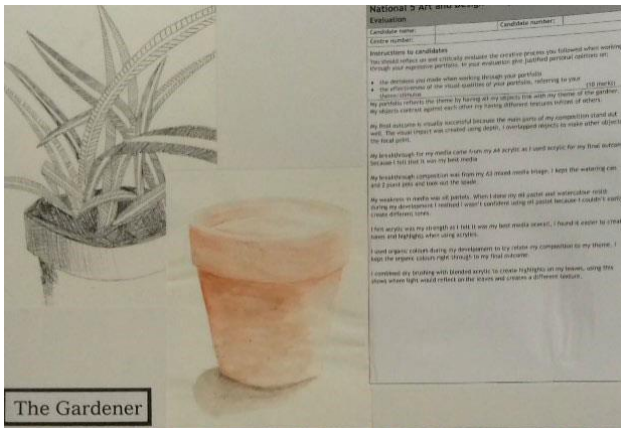 National 5 Art and Design
Evaluation
Candidate name:
Candidate number:
Centre number:
Instructions to candidates
You should reflect on and critically evaluate the creative process you followed when working
through your expressive portfolio. In your evaluation give justified personal opinions on:
• the decisions you made when working through your portfolio
• the effectiveness of the visual qualities of your portfolio, referring to your
theme/stimulus
(10 marks)
My portfolio reflects the theme by having all my objects link with my theme of the gardener.
My objects contrast against each other my having different textures instead of others.
My final outcome is visually successful because the main parts of my composition stand out
well. The visual impact was created using depth, I overlapped objects to make other objects
the focal point.
My breakthrough for my media came from my A4 acrylic as I used acrylic for my final outcome
because I felt that it was my best media
My breakthrough composition was from my A3 mixed media triage. I kept the watering can
and 2 plant pots and took out the spade.
My weakness in media was oil pastels. When I done my oil pastel and watercolour resist
during my development I realised I wasn't confident using oil pastel because I couldn't easily
create different tones.
I felt acrylic was my strength as I felt it was my best media overall, I found it easier to create
tones and highlights when using acrylics.
I used organic colours during my development to try relate my composition to my theme. I
kept the organic colours right through to my final outcome.
I combined dry brushing with blended acrylic to create highlights on my leaves, using this
shows where light would reflect on the leaves and creates a different texture.
The Gardener